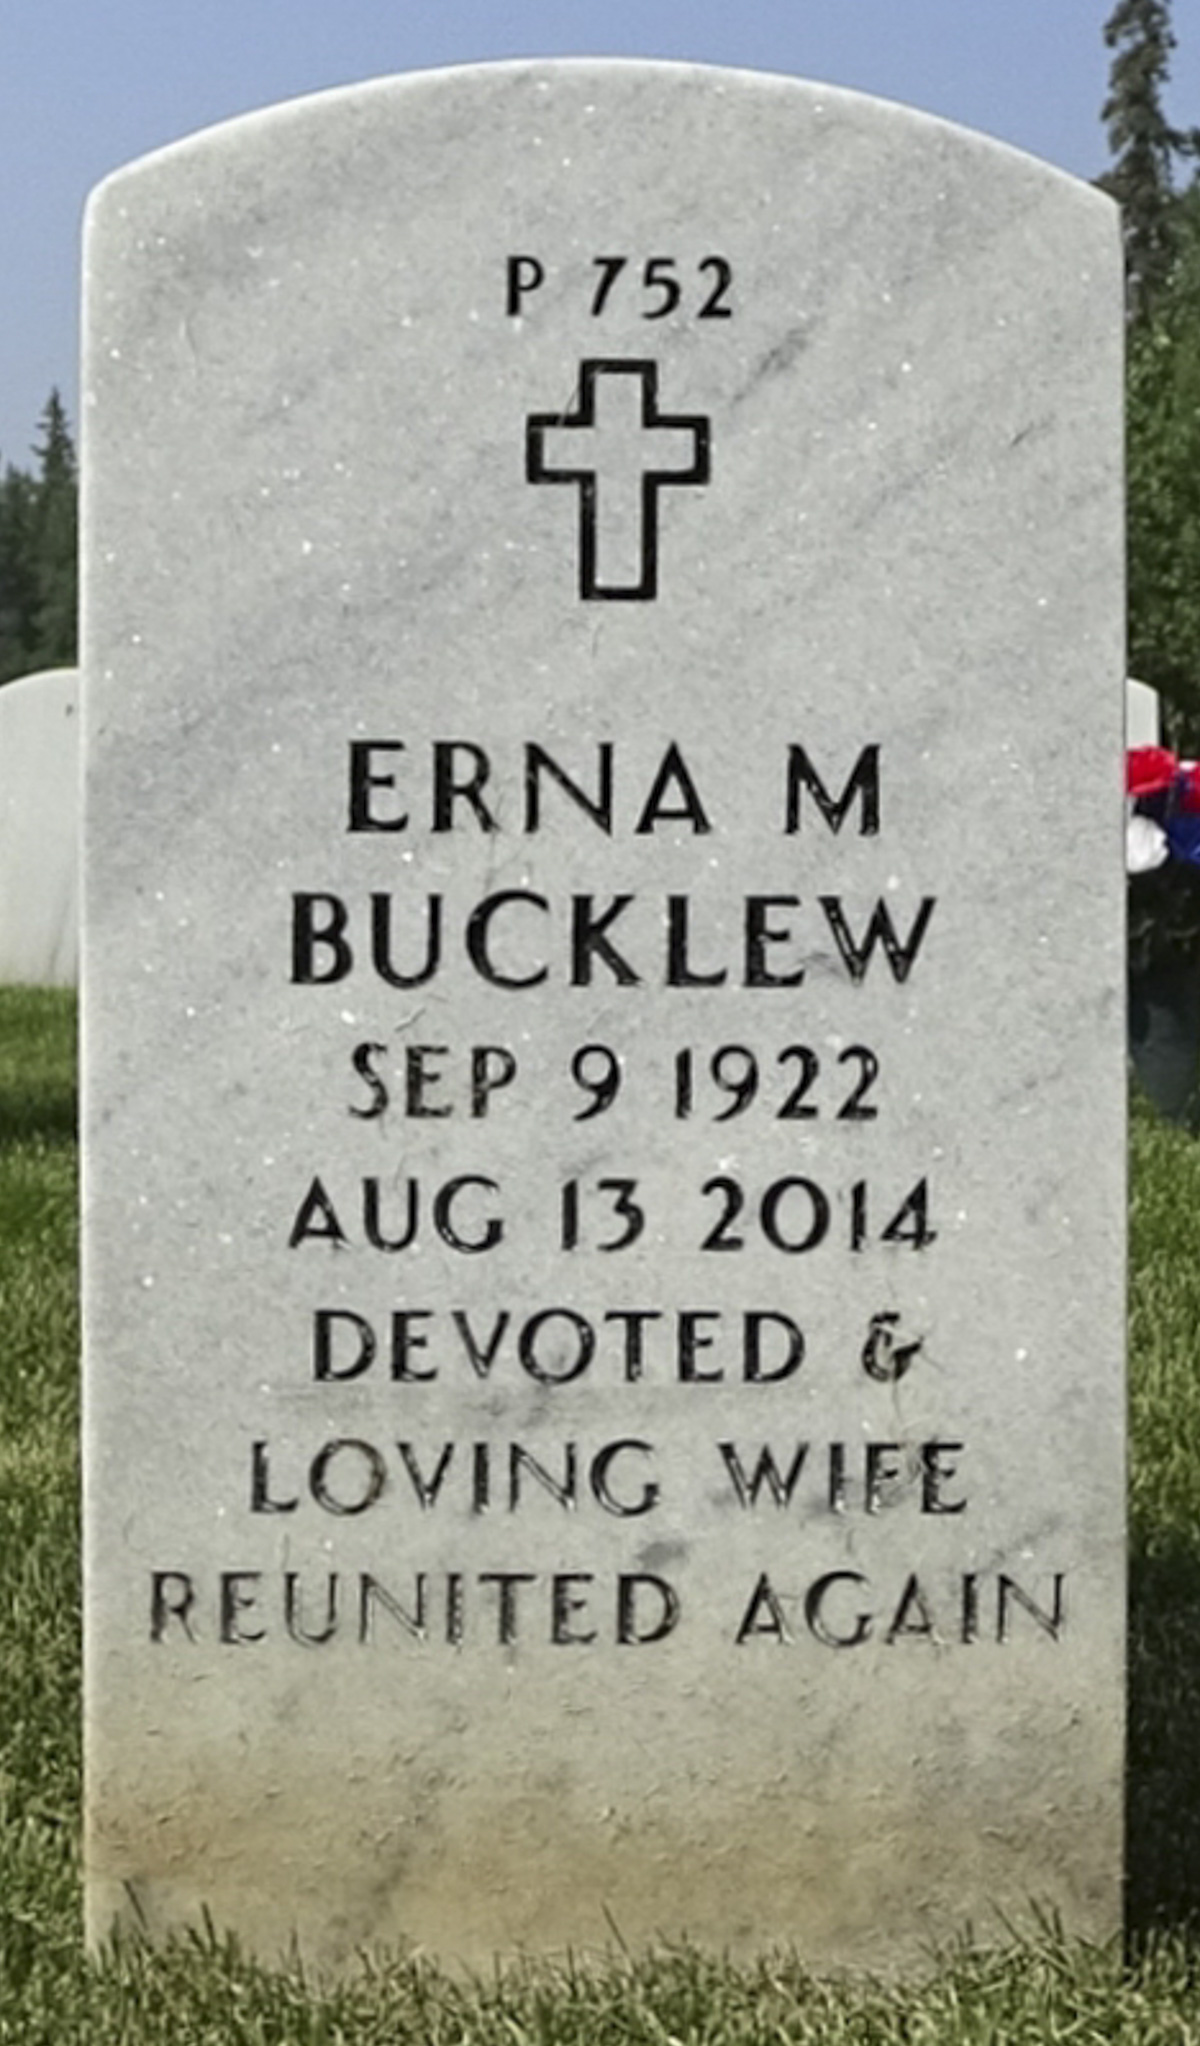 P 752
ERNA M
BUCKLEW
SEP 9 1922
AUG 13 2014
DEVOTED &
LOVING WIFE
REUNITED AGAIN